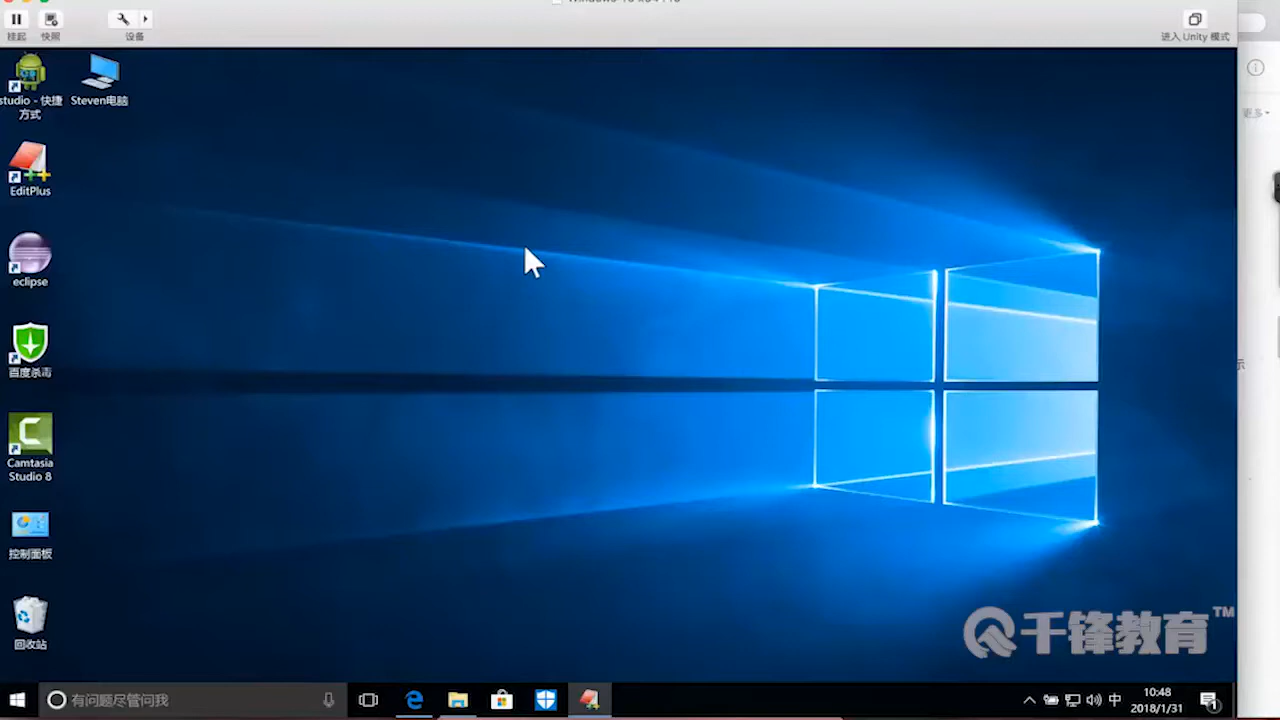 挂起
快照
设备
进入 Unity 模式
更多
studio - 快捷
方式
Steven电脑
EditPlus
eclipse
百度杀毒
Camtasia
Studio 8
控制面板
回收站
千锋教育™
有问题尽管问我
中
10:48
2018/1/31
1